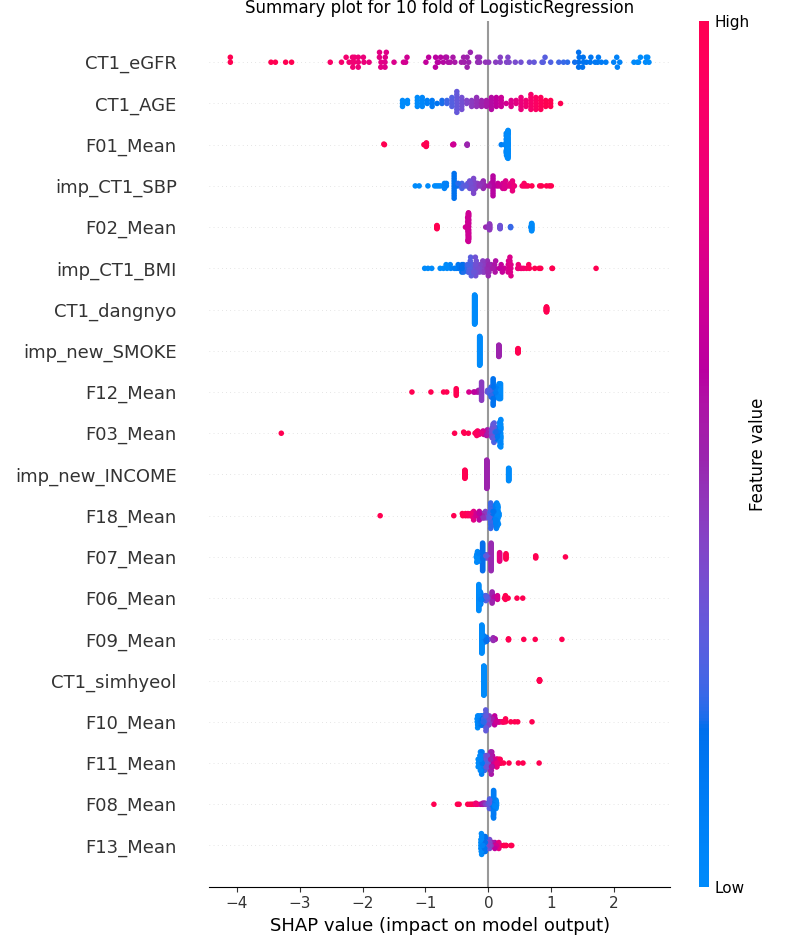 Summary plot for 10 fold of LogisticRegression
High
CT1_eGFR
CT1_AGE
F01_Mean
imp_CT1_SBP
F02_Mean
imp_CT1_BMI
CT1_dangnyo
imp_new_SMOKE
F12_Mean
F03_Mean
imp_new_INCOME
F18_Mean
F07_Mean
F06_Mean
F09_Mean
CT1_simhyeol
F10_Mean
F11_Mean
F08_Mean
F13_Mean
Feature value
Low
−4 −3 −2 −1 0 1 2
SHAP value (impact on model output)